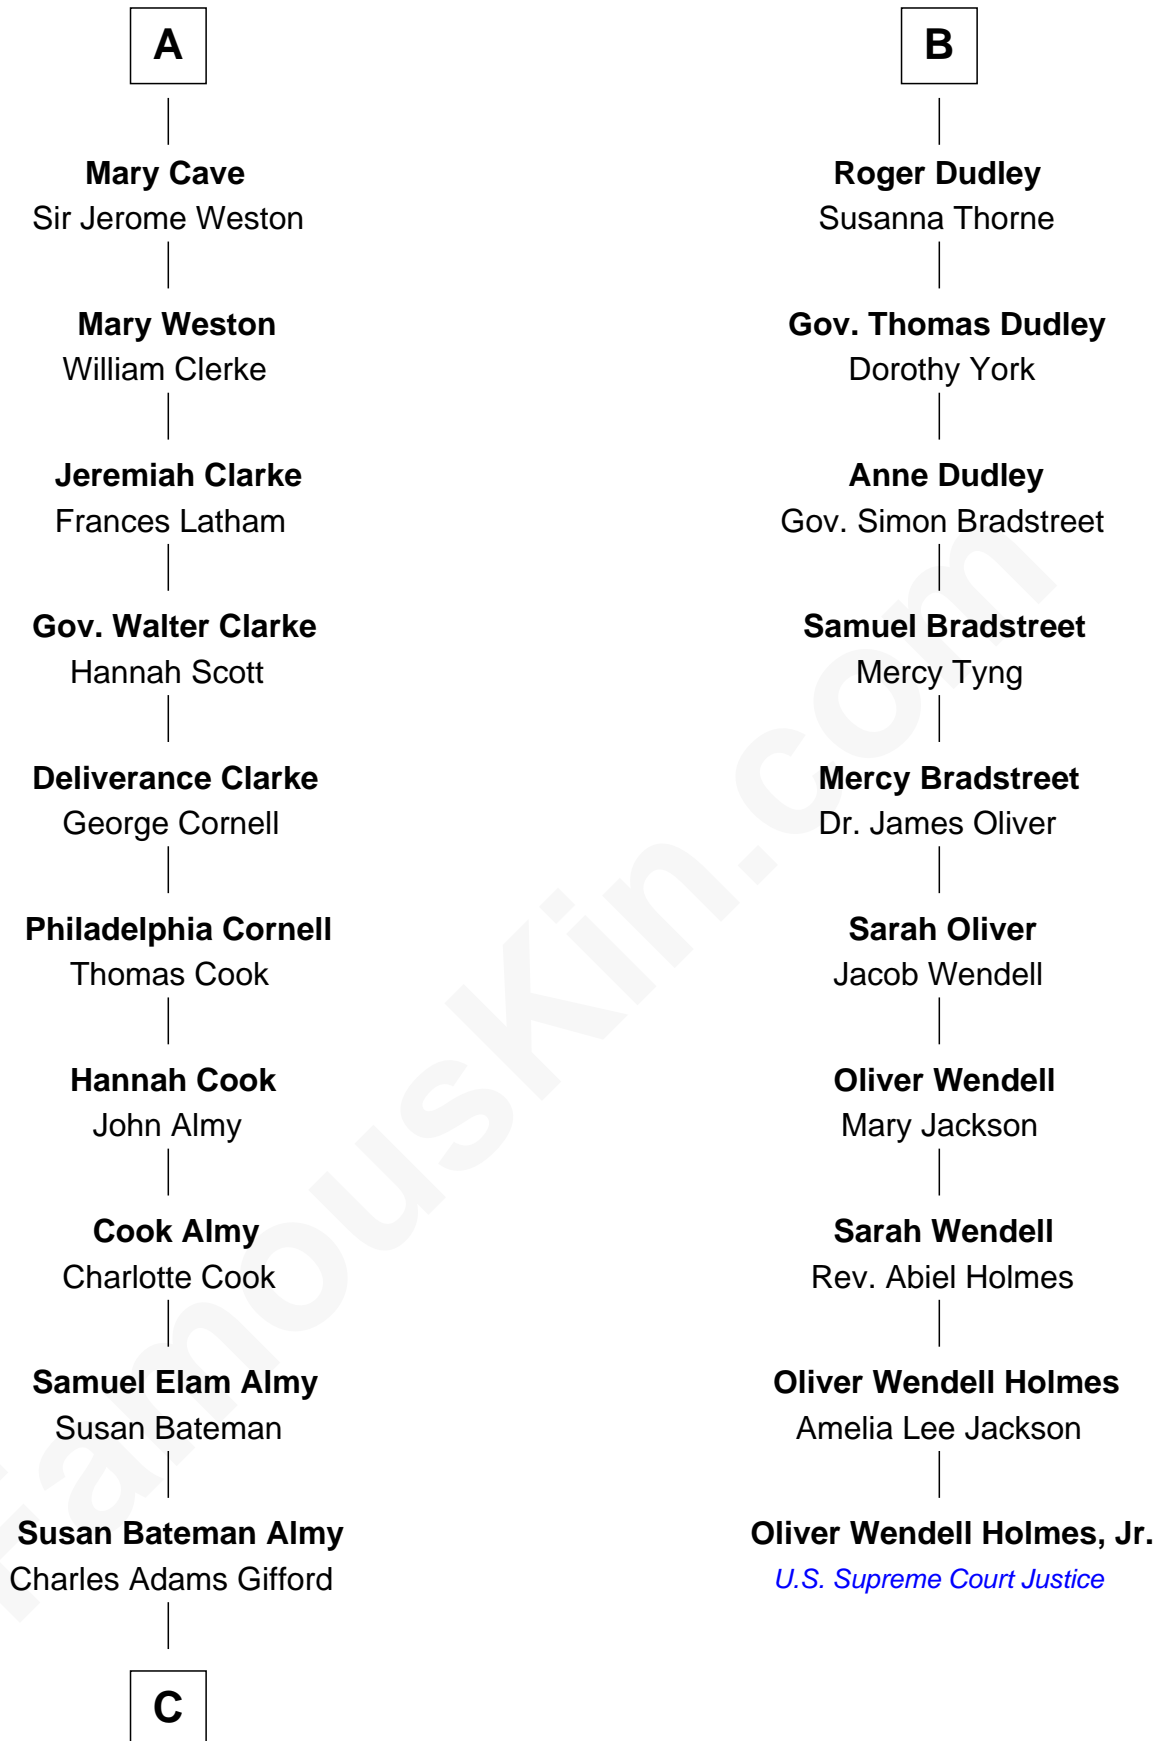 A
Mary Cave
Sir Jerome Weston
Mary Weston
William Clerke
Jeremiah Clarke
Frances Latham
Gov. Walter Clarke
Hannah Scott
Deliverance Clarke
George Cornell
Philadelphia Cornell
Thomas Cook
Hannah Cook
John Almy
Cook Almy
Charlotte Cook
Samuel Elam Almy
Susan Bateman
Susan Bateman Almy
Charles Adams Gifford
C
B
Roger Dudley
Susanna Thorne
Gov. Thomas Dudley
Dorothy York
Anne Dudley
Gov. Simon Bradstreet
Samuel Bradstreet
Mercy Tyng
Mercy Bradstreet
Dr. James Oliver
Sarah Oliver
Jacob Wendell
Oliver Wendell
Mary Jackson
Sarah Wendell
Rev. Abiel Holmes
Oliver Wendell Holmes
Amelia Lee Jackson
Oliver Wendell Holmes, Jr.
U.S. Supreme Court Justice
FamousKin.com